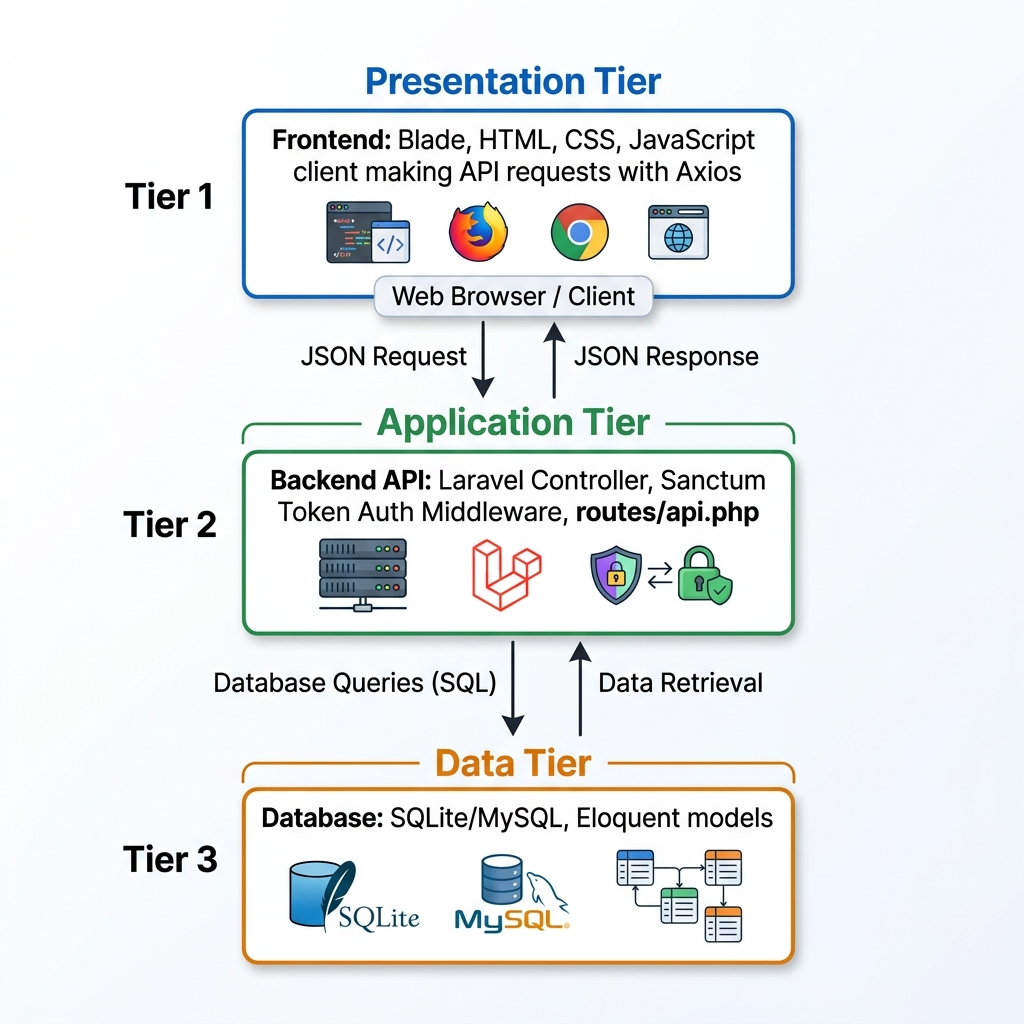 Presentation Tier
Tier 1
Frontend: Blade, HTML, CSS, JavaScript
client making API requests with Axios
</>
Web Browser / Client
JSON Request
JSON Response
Application Tier
Tier 2
Backend API: Laravel Controller, Sanctum
Token Auth Middleware, routes/api.php
Database Queries (SQL)
Data Retrieval
Data Tier
Tier 3
Database: SQLite/MySQL, Eloquent models
SQLite
MySQL